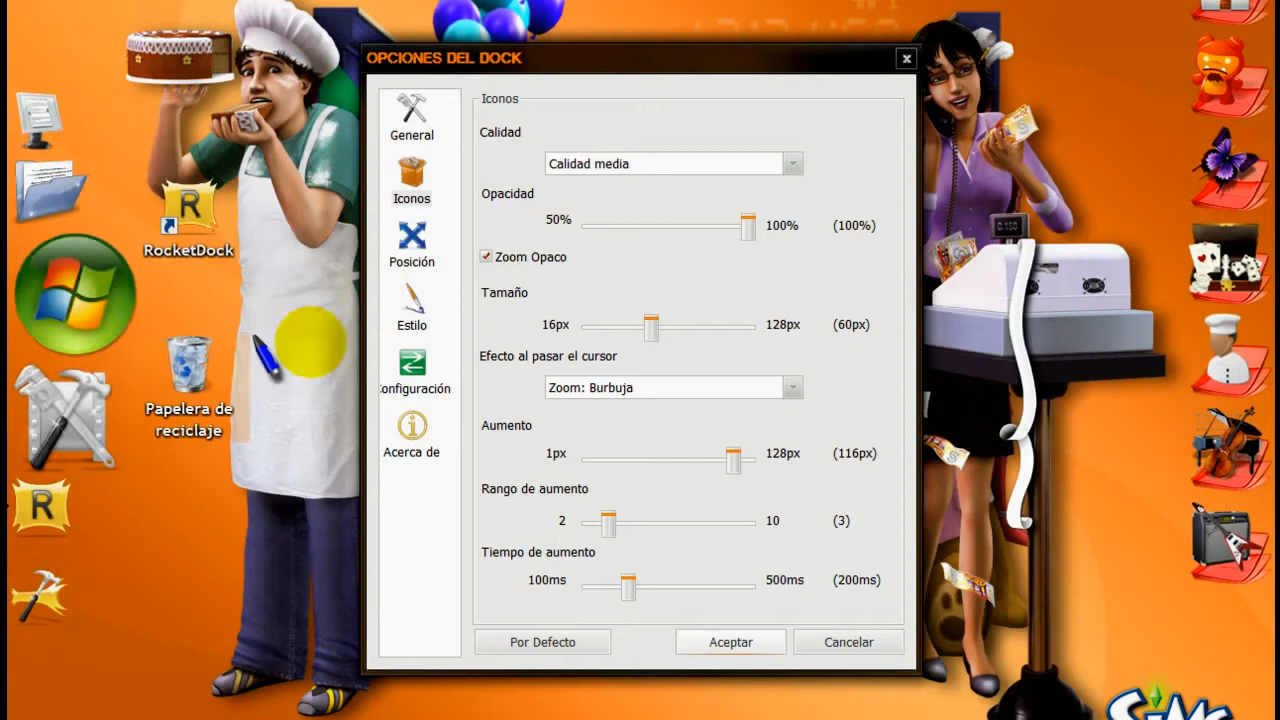 OPCIONES DEL DOCK
x
General
Iconos
Posición
Estilo
onfiguración
Acerca de
Iconos
Calidad
Calidad media
Opacidad
50% 100% (100%)
Zoom Opaco
Tamaño
16px 128px (60px)
Efecto al pasar el cursor
Zoom: Burbuja
Aumento
1px 128px (116px)
Rango de aumento
2 10 (3)
Tiempo de aumento
100ms 500ms (200ms)
Por Defecto
Aceptar
Cancelar
R
RocketDock
Papelera de
reciclaje
R